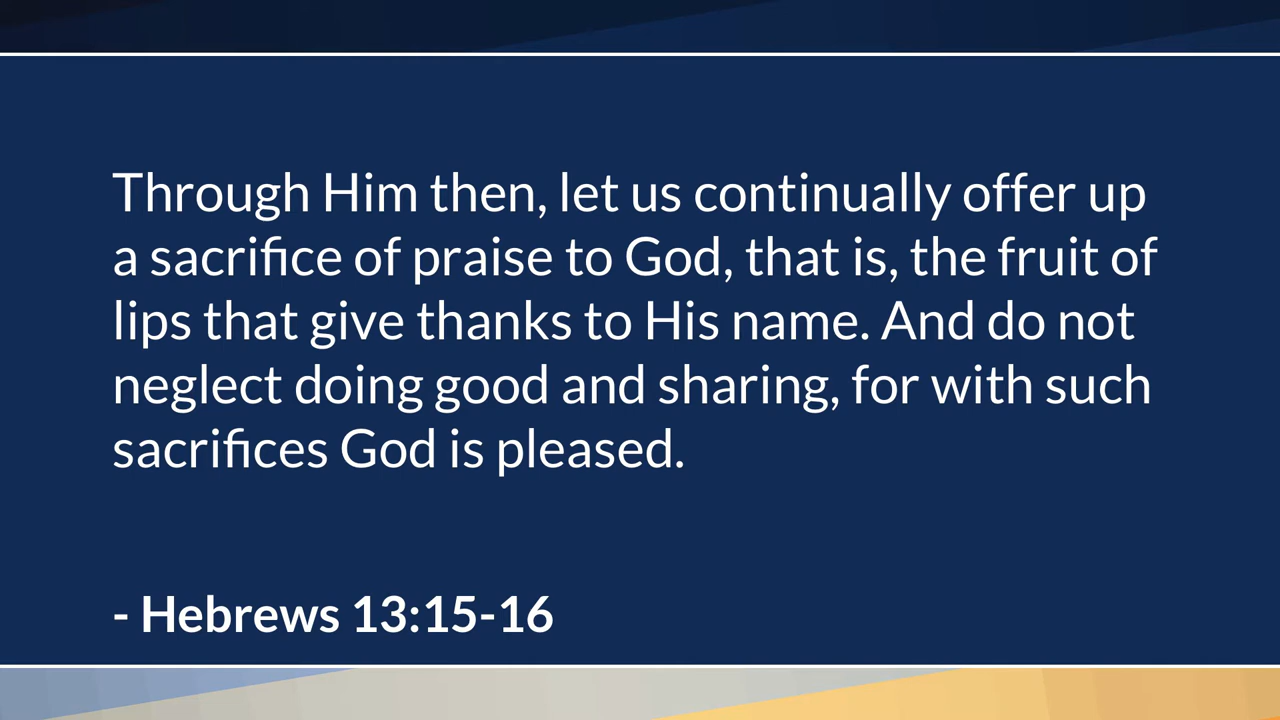 Through Him then, let us continually offer up
a sacrifice of praise to God, that is, the fruit of
lips that give thanks to His name. And do not
neglect doing good and sharing, for with such
sacrifices God is pleased.
- Hebrews 13:15-16